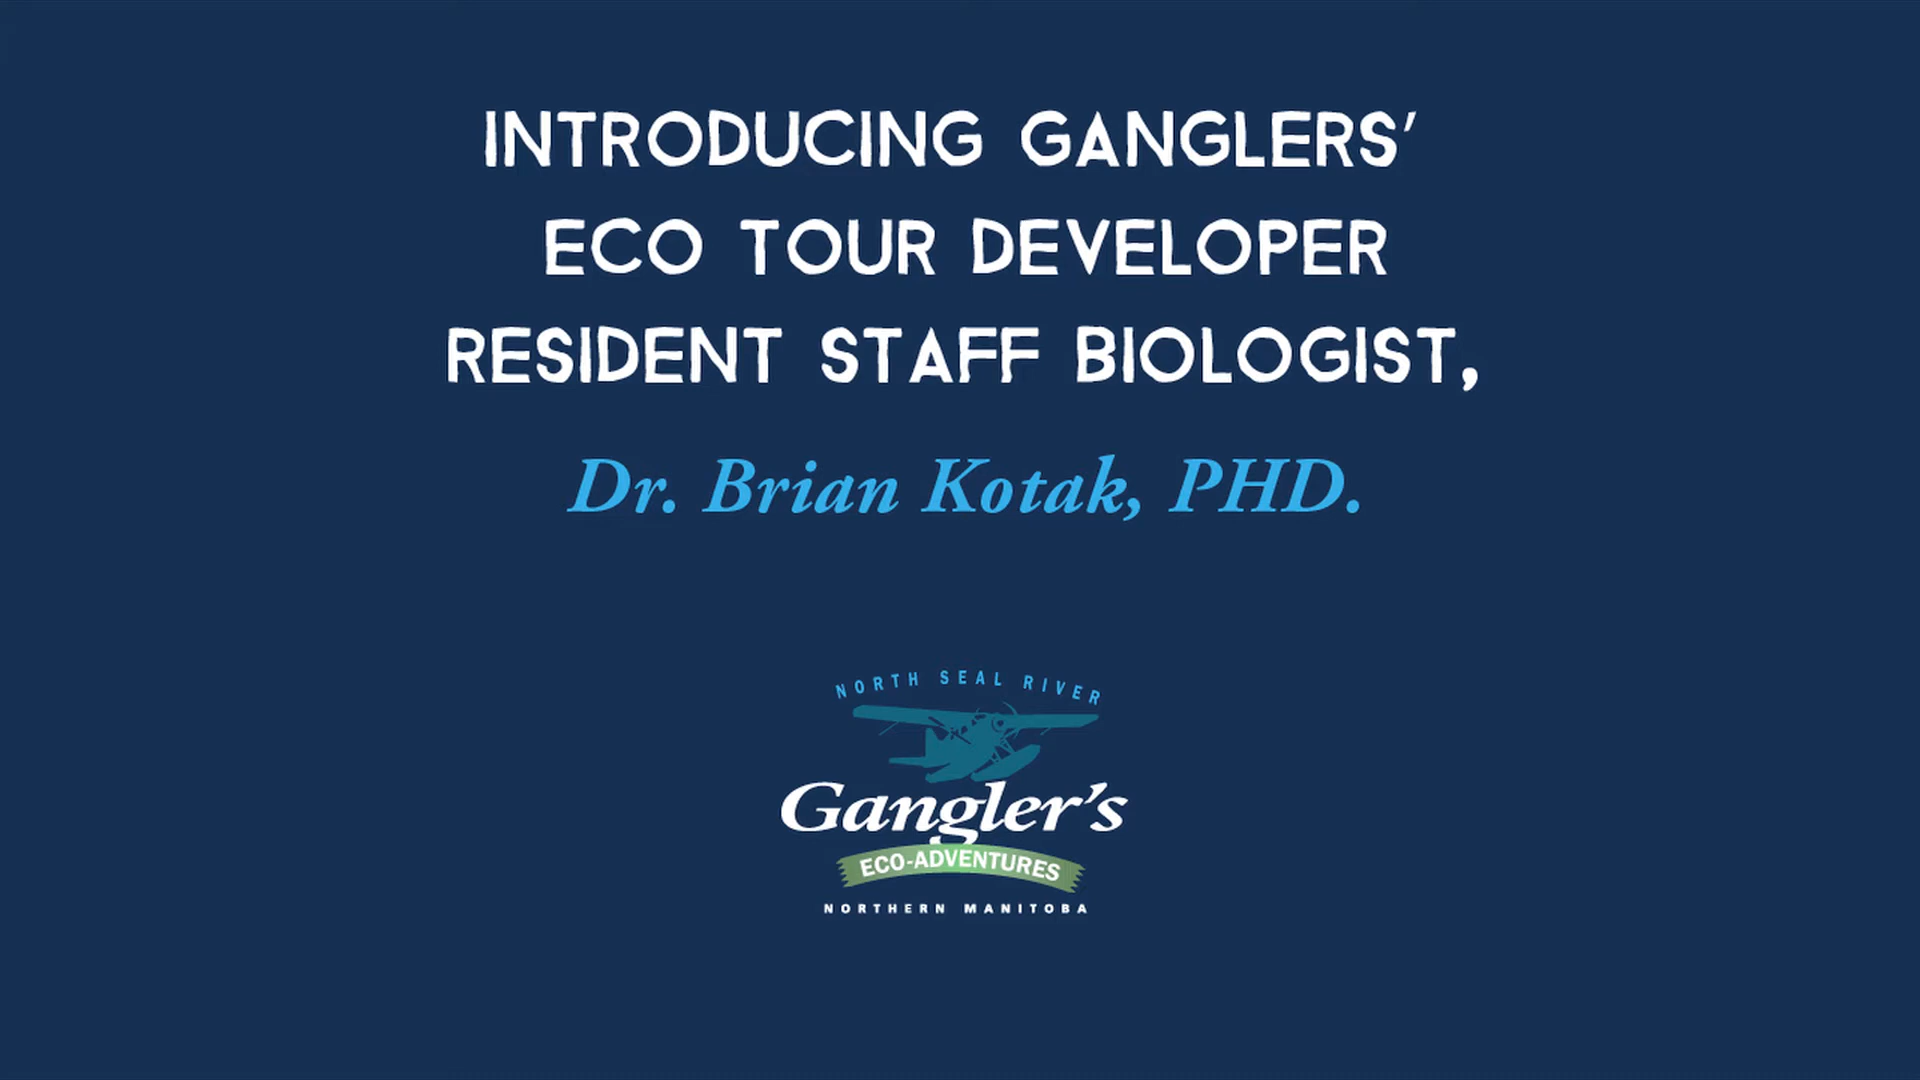 INTRODUCING GANGLERS'
ECO TOUR DEVELOPER
RESIDENT STAFF BIOLOGIST,
Dr. Brian Kotak, PHD.
NORTH SEAL RIVER
Gangler's
ECO-ADVENTURES
NORTHERN MANITOBA